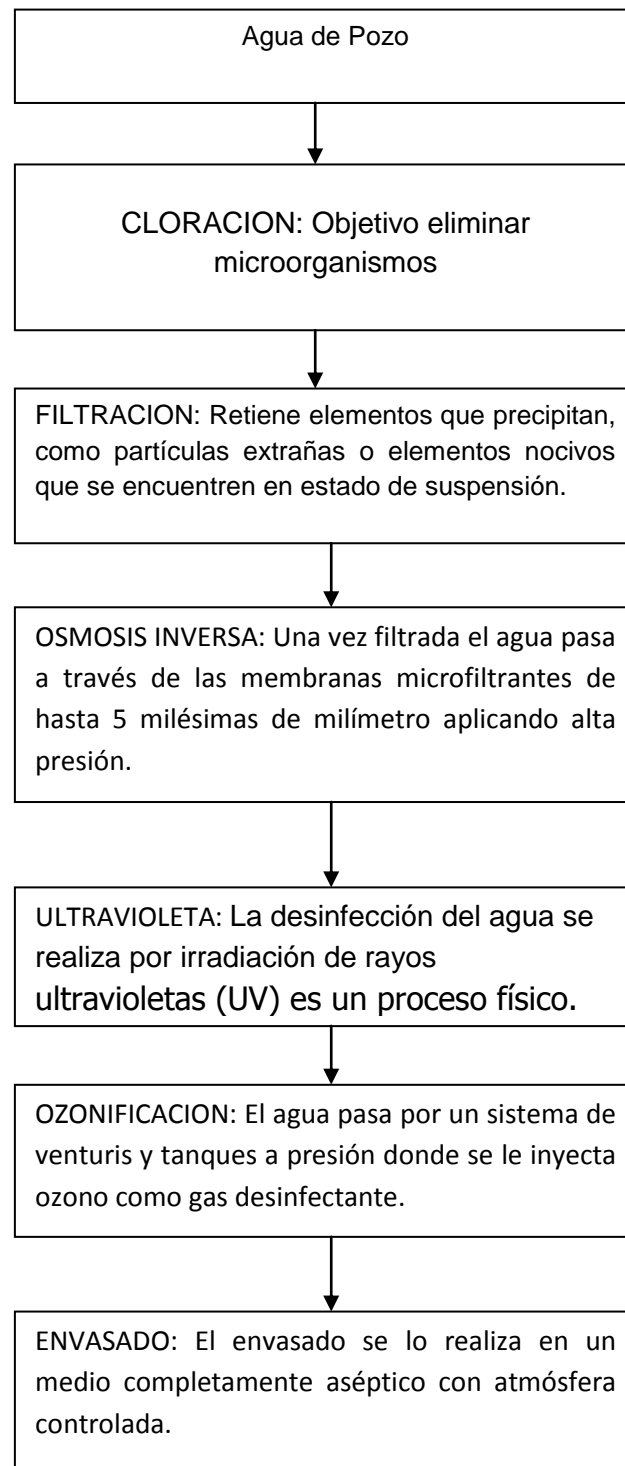 Agua de Pozo
CLORACION: Objetivo eliminar
microorganismos
FILTRACION: Retiene elementos que precipitan,
como partículas extrañas o elementos nocivos
que se encuentren en estado de suspensión.
OSMOSIS INVERSA: Una vez filtrada el agua pasa
a través de las membranas microfiltrantes de
hasta 5 milésimas de milímetro aplicando alta
presión.
ULTRAVIOLETA: La desinfección del agua se
realiza por irradiación de rayos
ultravioletas (UV) es un proceso físico.
OZONIFICACION: El agua pasa por un sistema de
venturis y tanques a presión donde se le inyecta
ozono como gas desinfectante.
ENVASADO: El envasado se lo realiza en un
medio completamente aséptico con atmósfera
controlada.